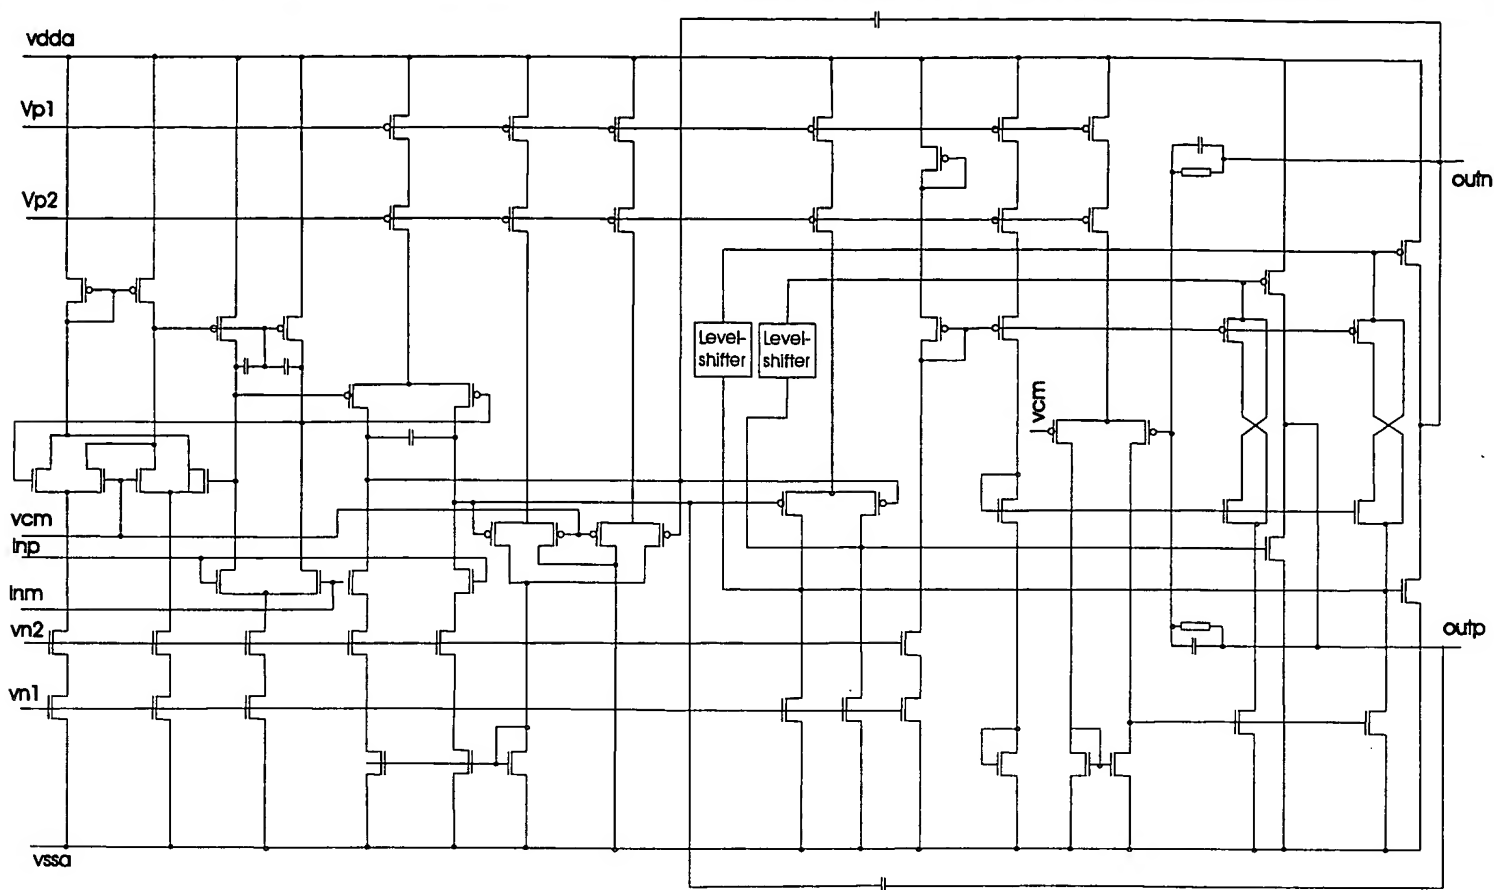 vdda
Vp1
outn
Vp2
Level-
shifter
Level-
shifter
vcm
vcm
Inp
Inm
vn2
outp
vn1
vssa